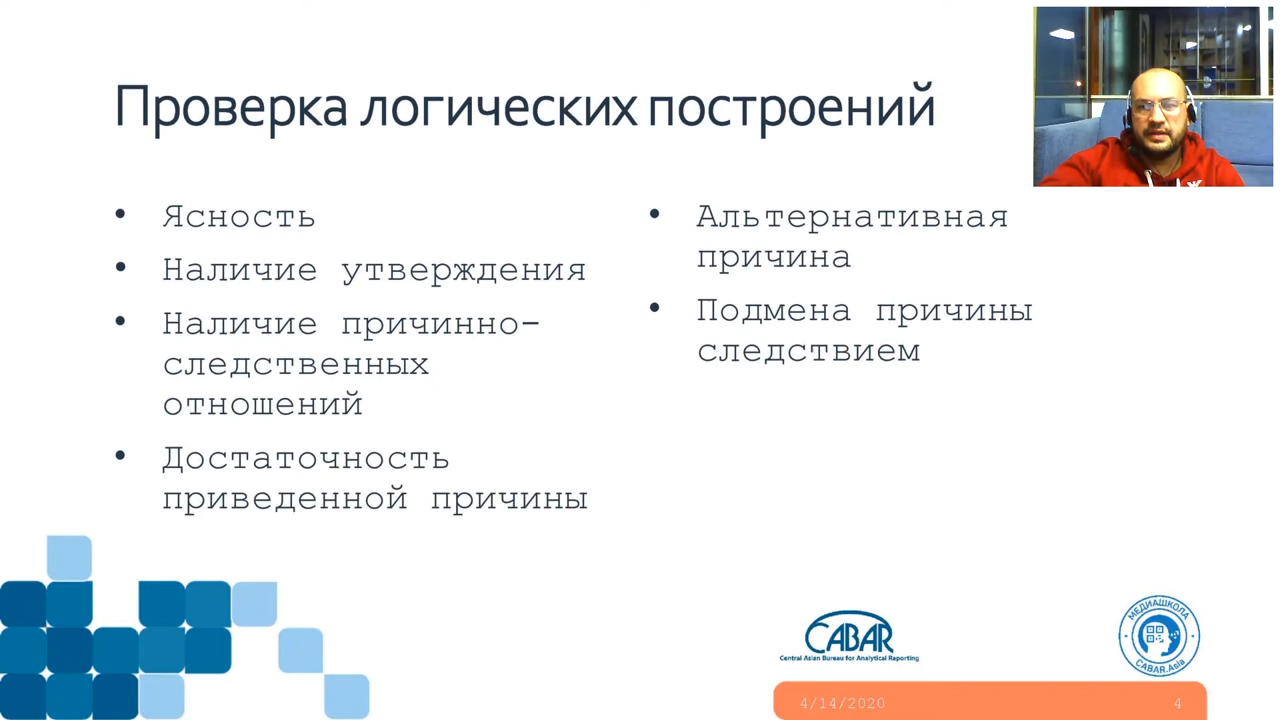 Проверка логических построений
• Ясность
• Наличие утверждения
• Наличие причинно-
следственных
отношений
• Достаточность
приведенной причины
• Альтернативная
причина
• Подмена причины
следствием
CABAR
Central Asian Bureau for Analytical Reporting
МЕДИАШКОЛА
CABAR.Asia
4/14/2020
4